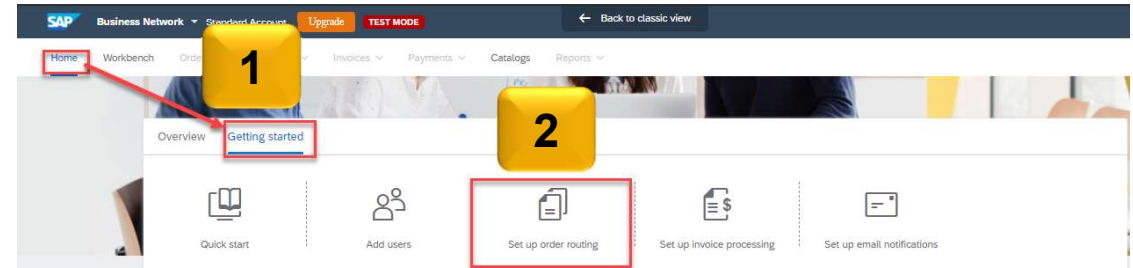 SAP Business Network Standard Account Upgrade TEST MODE ← Back to classic view
Home Workbench Invoices Payments Catalogs Reports
1
2
Overview Getting started
Quick start Add users Set up order routing Set up invoice processing Set up email notifications